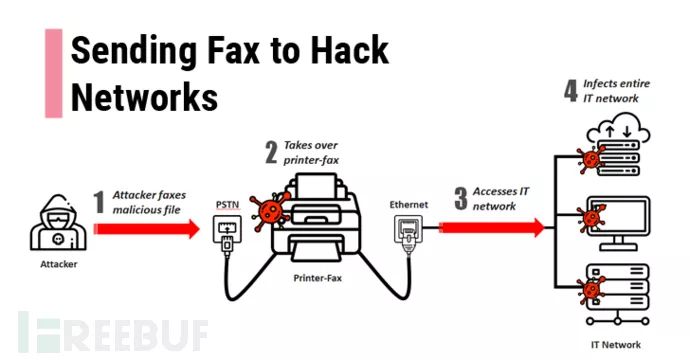 Sending Fax to Hack
Networks
1 Attacker faxes
malicious file
Attacker
2 Takes over
printer-fax
PSTN
Printer-Fax
Ethernet
3 Accesses IT
network
4 Infects entire
IT network
IT Network
FREEBUF